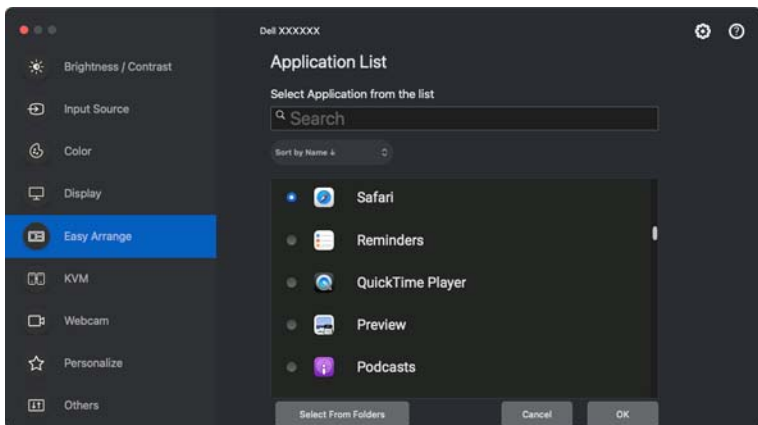 Dell XXXXXX
Brightness / Contrast
Input Source
Color
Display
Easy Arrange
KVM
Webcam
Personalize
Others
Application List
Select Application from the list
Search
Sort by Name ↓
Safari
Reminders
QuickTime Player
Preview
Podcasts
Select From Folders
Cancel
OK